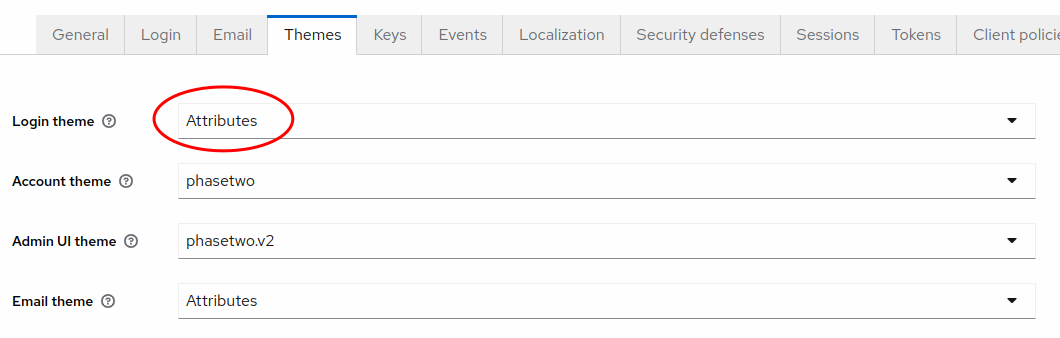 General Login Email Themes Keys Events Localization Security defenses Sessions Tokens Client policie
Login theme ? Attributes
Account theme ? phasetwo
Admin UI theme ? phasetwo.v2
Email theme ? Attributes